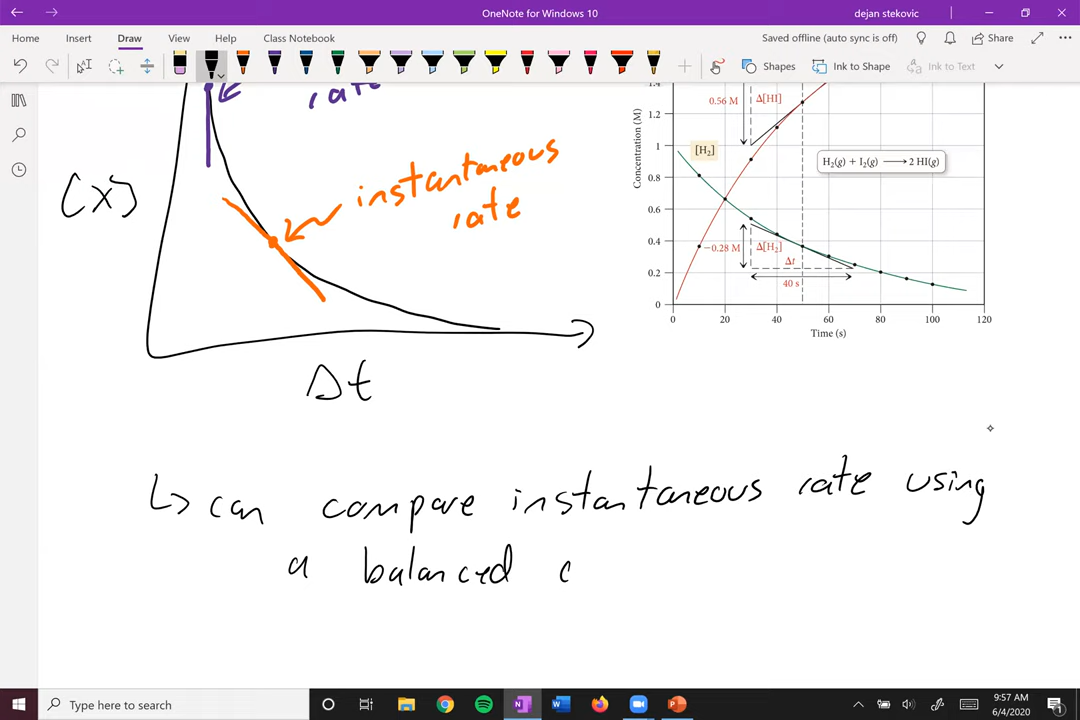 OneNote for Windows 10
dejan stekovic
Home
Insert
Draw
View
Help
Class Notebook
Saved offline (auto sync is off)
Share
Shapes
Ink to Shape
Ink to Text
rate
instantaneous
rate
(x)
Δt
1.4
1.2
1
0.8
0.6
0.4
0.2
0
Concentration (M)
0.56 M
Δ[HI]
[H₂]
H₂(g) + I₂(g) ⟶ 2 HI(g)
−0.28 M
Δ[H₂]
Δt
40 s
0 20 40 60 80 100 120
Time (s)
↳ can compare instantaneous rate using
a balanced c
Type here to search
9:57 AM
6/4/2020
1